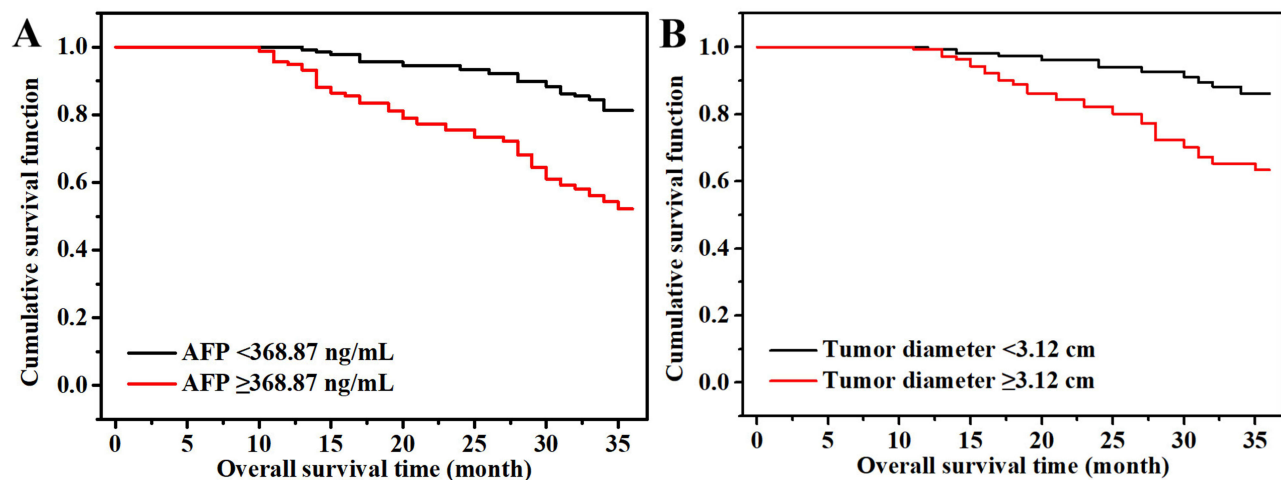 A
Cumulative survival function
1.0
0.8
0.6
0.4
0.2
0.0
AFP <368.87 ng/mL
AFP ≥368.87 ng/mL
0 5 10 15 20 25 30 35
Overall survival time (month)
B
Cumulative survival function
1.0
0.8
0.6
0.4
0.2
0.0
Tumor diameter <3.12 cm
Tumor diameter ≥3.12 cm
0 5 10 15 20 25 30 35
Overall survival time (month)